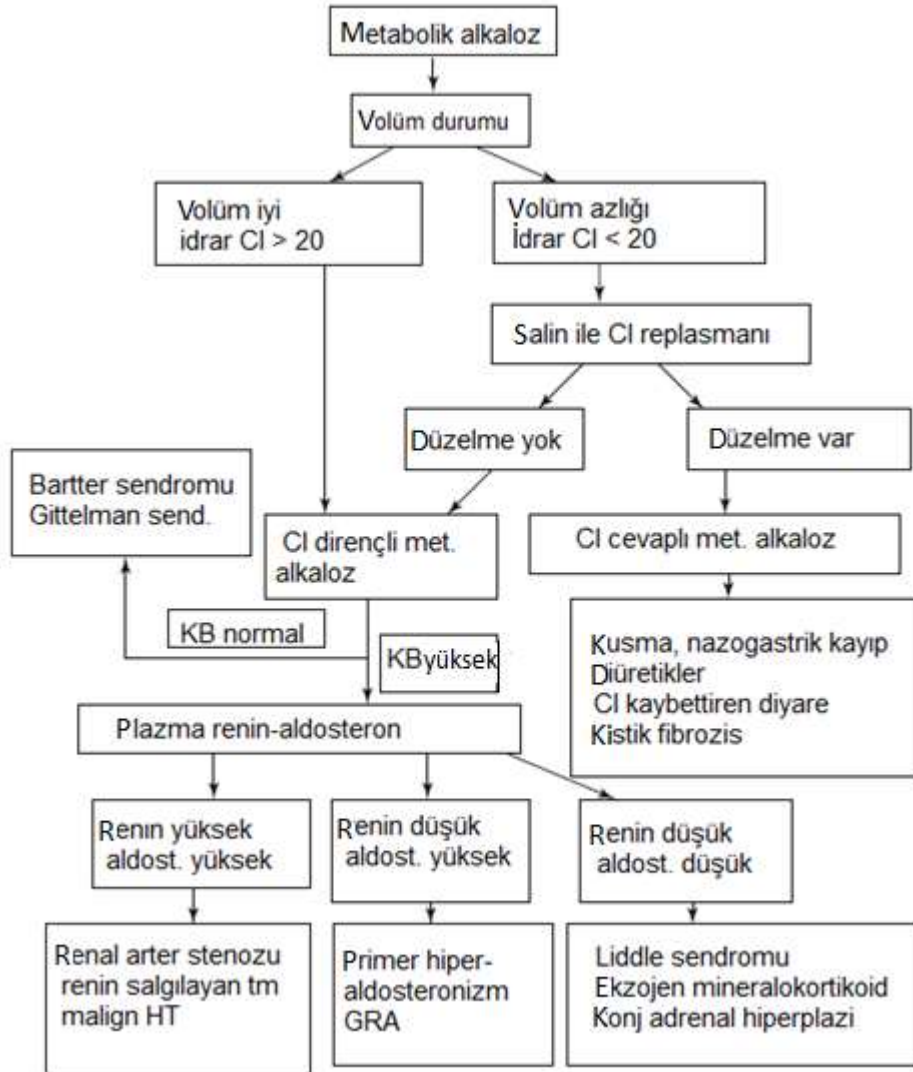 Metabolik alkaloz
Volüm durumu
Volüm iyi
idrar Cl > 20
Volüm azlığı
İdrar Cl < 20
Salin ile Cl replasmanı
Düzelme yok
Düzelme var
Bartter sendromu
Gittelman send.
Cl dirençli met.
alkaloz
Cl cevaplı met. alkaloz
KB normal
KB yüksek
Kusma, nazogastrik kayıp
Diüretikler
Cl kaybettiren diyare
Kistik fibrozis
Plazma renin-aldosteron
Renın yüksek
aldost. yüksek
Renin düşük
aldost. yüksek
Renin düşük
aldost. düşük
Renal arter stenozu
renin salgılayan tm
malign HT
Primer hiper-
aldosteronizm
GRA
Liddle sendromu
Ekzojen mineralokortikoid
Konj adrenal hiperplazi